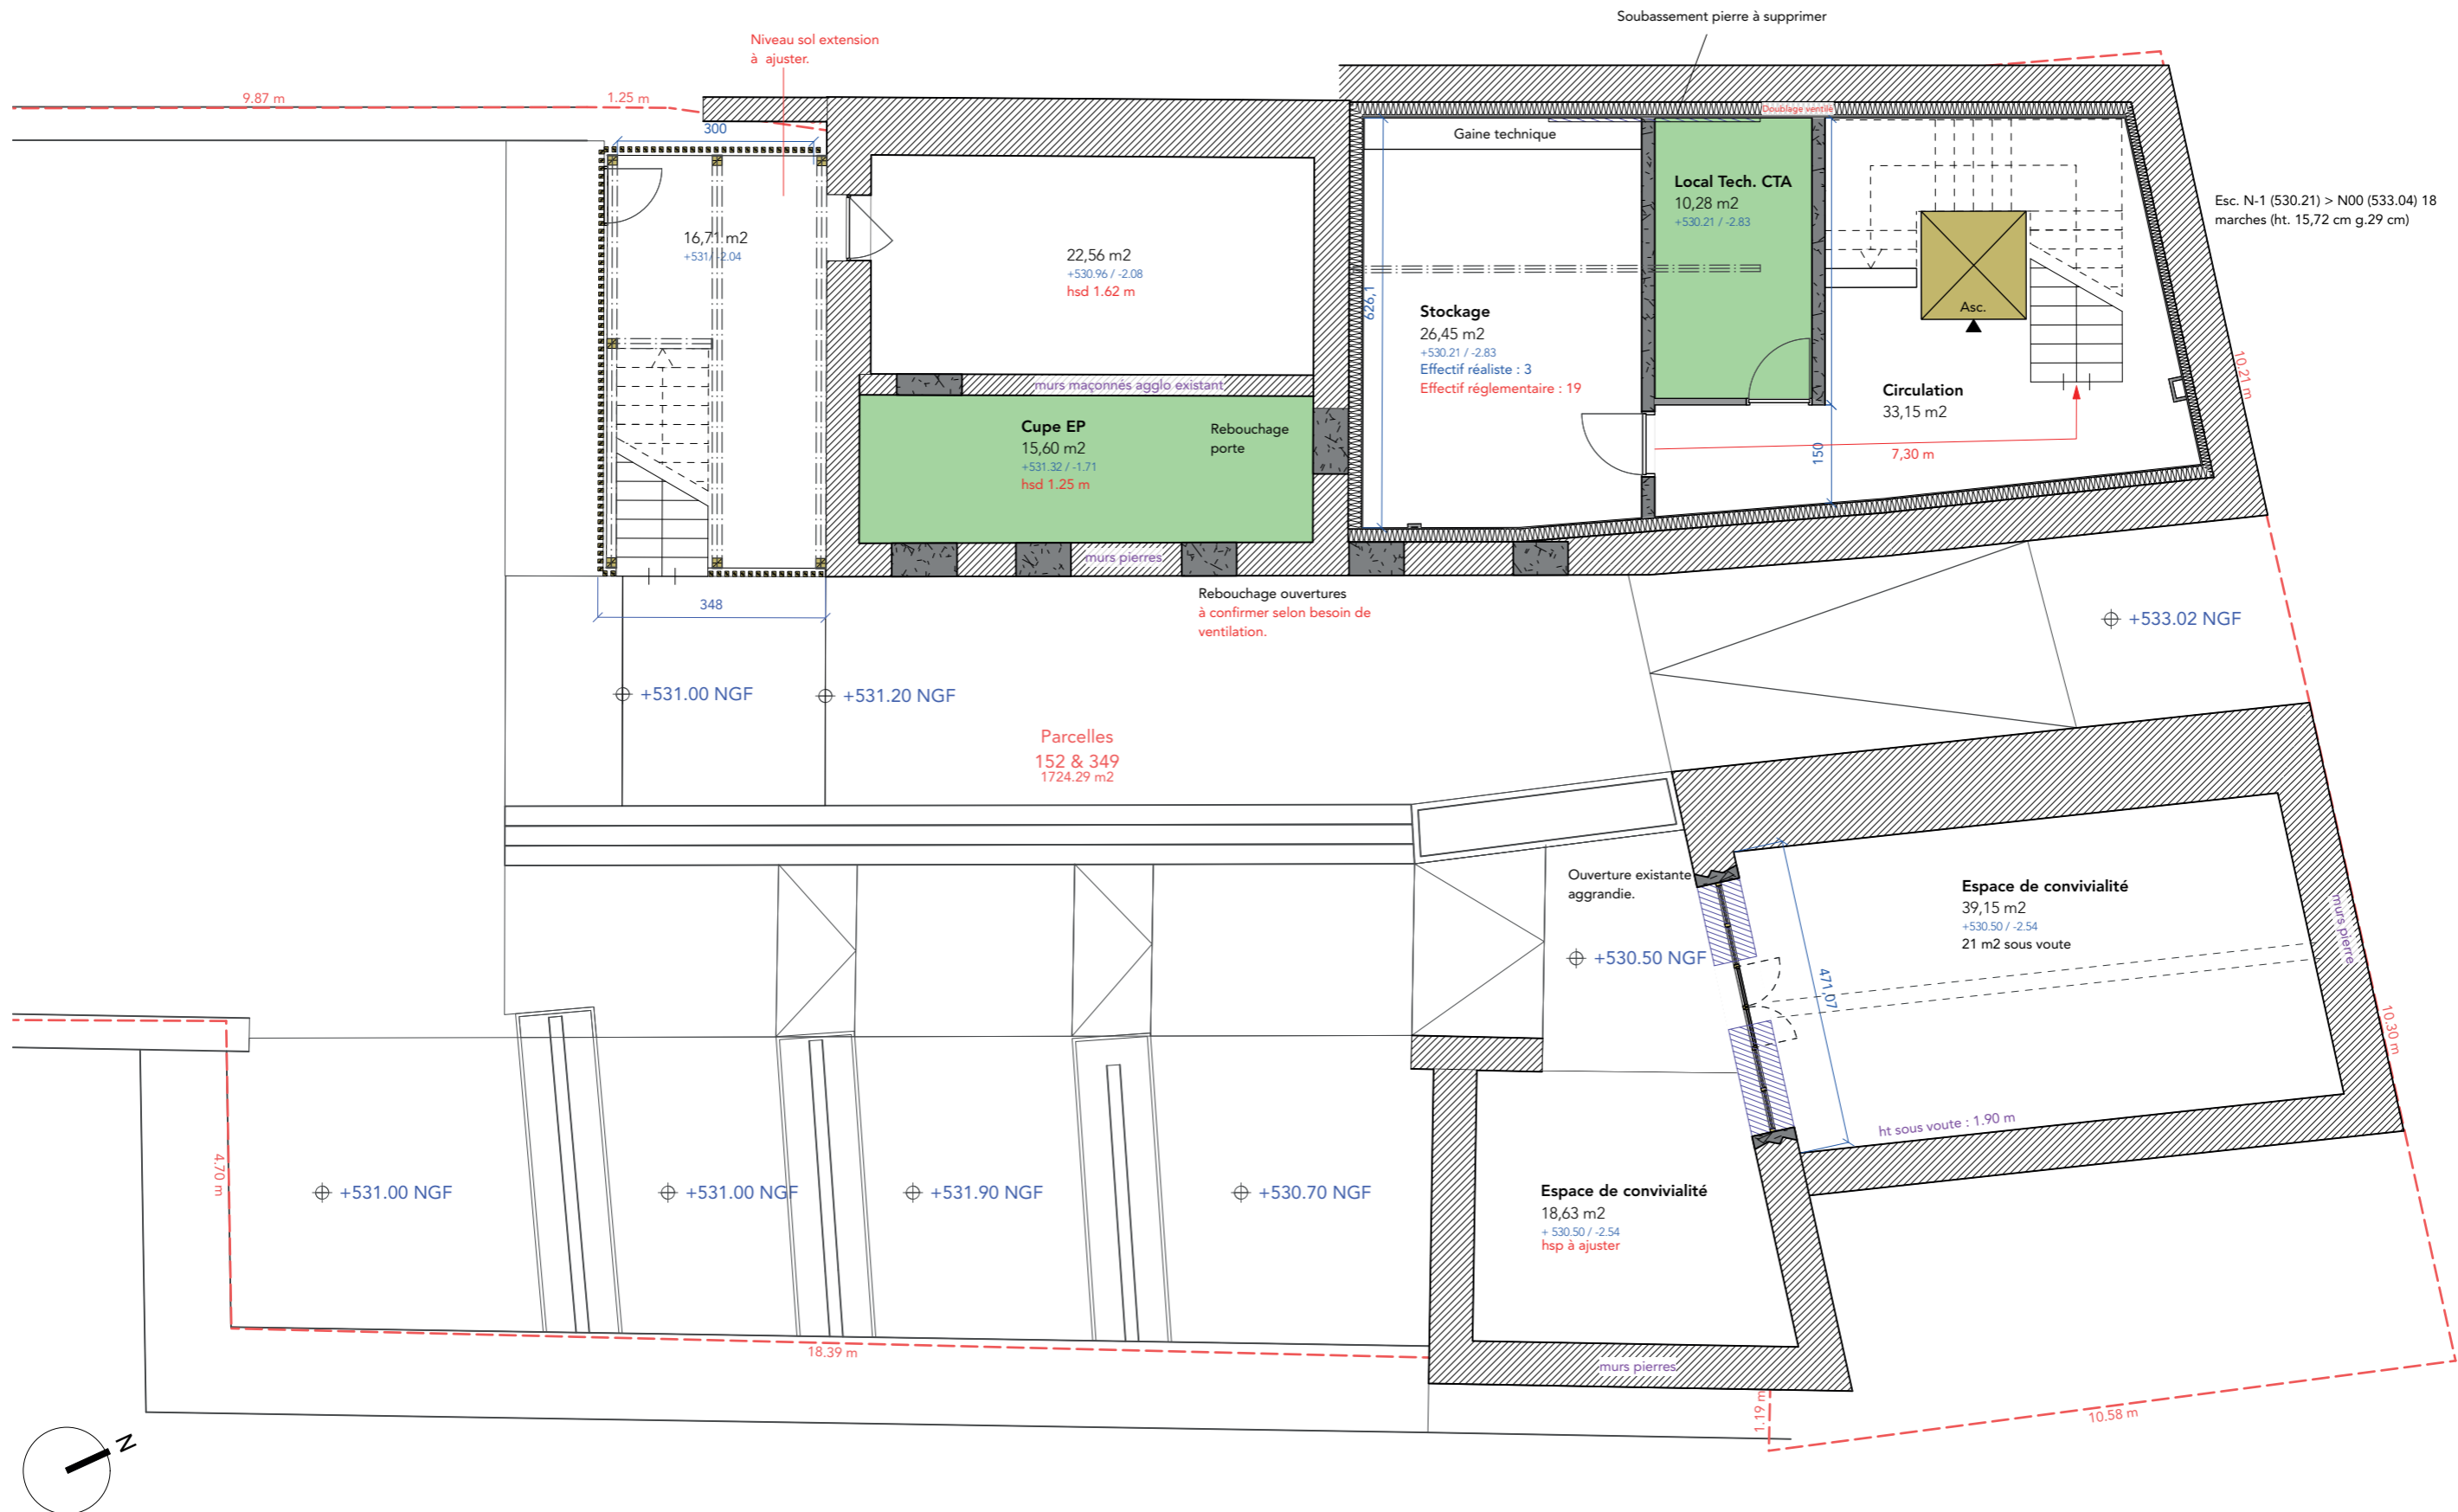 Soubassement pierre à supprimer
Niveau sol extension
à ajuster.
9.87 m
1.25 m
300
Doublage ventilé
Gaine technique
Local Tech. CTA
10,28 m2
+530.21 / -2.83
Esc. N-1 (530.21) > N00 (533.04) 18
marches (ht. 15,72 cm g.29 cm)
16,71 m2
+531/ -2.04
22,56 m2
+530.96 / -2.08
hsd 1.62 m
626,1
Stockage
26,45 m2
+530.21 / -2.83
Effectif réaliste : 3
Effectif réglementaire : 19
Asc.
10.21 m
murs maçonnés agglo existant
Circulation
33,15 m2
Cupe EP
15,60 m2
+531.32 / -1.71
hsd 1.25 m
Rebouchage
porte
150
7,30 m
murs pierres
348
Rebouchage ouvertures
à confirmer selon besoin de
ventilation.
+533.02 NGF
+531.00 NGF
+531.20 NGF
Parcelles
152 & 349
1724.29 m2
Ouverture existante
aggrandie.
Espace de convivialité
39,15 m2
+530.50 / -2.54
21 m2 sous voute
murs pierre
+530.50 NGF
471,07
10.30 m
ht sous voute : 1.90 m
4.70 m
+531.00 NGF
+531.00 NGF
+531.90 NGF
+530.70 NGF
Espace de convivialité
18,63 m2
+ 530.50 / -2.54
hsp à ajuster
18.39 m
murs pierres
1.19 m
10.58 m
N